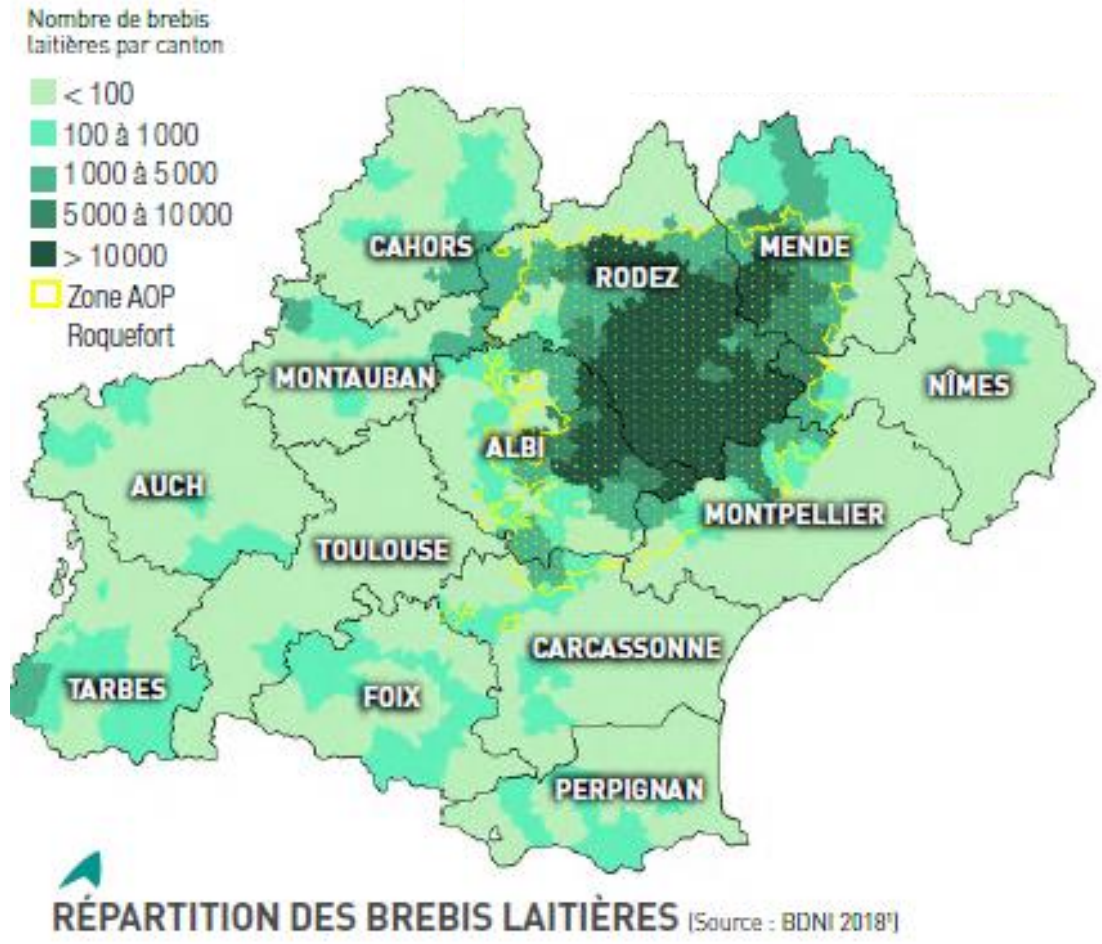 Nombre de brebis
laitières par canton
< 100
100 à 1 000
1 000 à 5 000
5 000 à 10 000
> 10 000
Zone AOP
Roquefort
CAHORS
RODEZ
MENDE
MONTAUBAN
NÎMES
ALBI
AUCH
MONTPELLIER
TOULOUSE
CARCASSONNE
TARBES
FOIX
PERPIGNAN
RÉPARTITION DES BREBIS LAITIÈRES (Source : BDNI 2018¹)